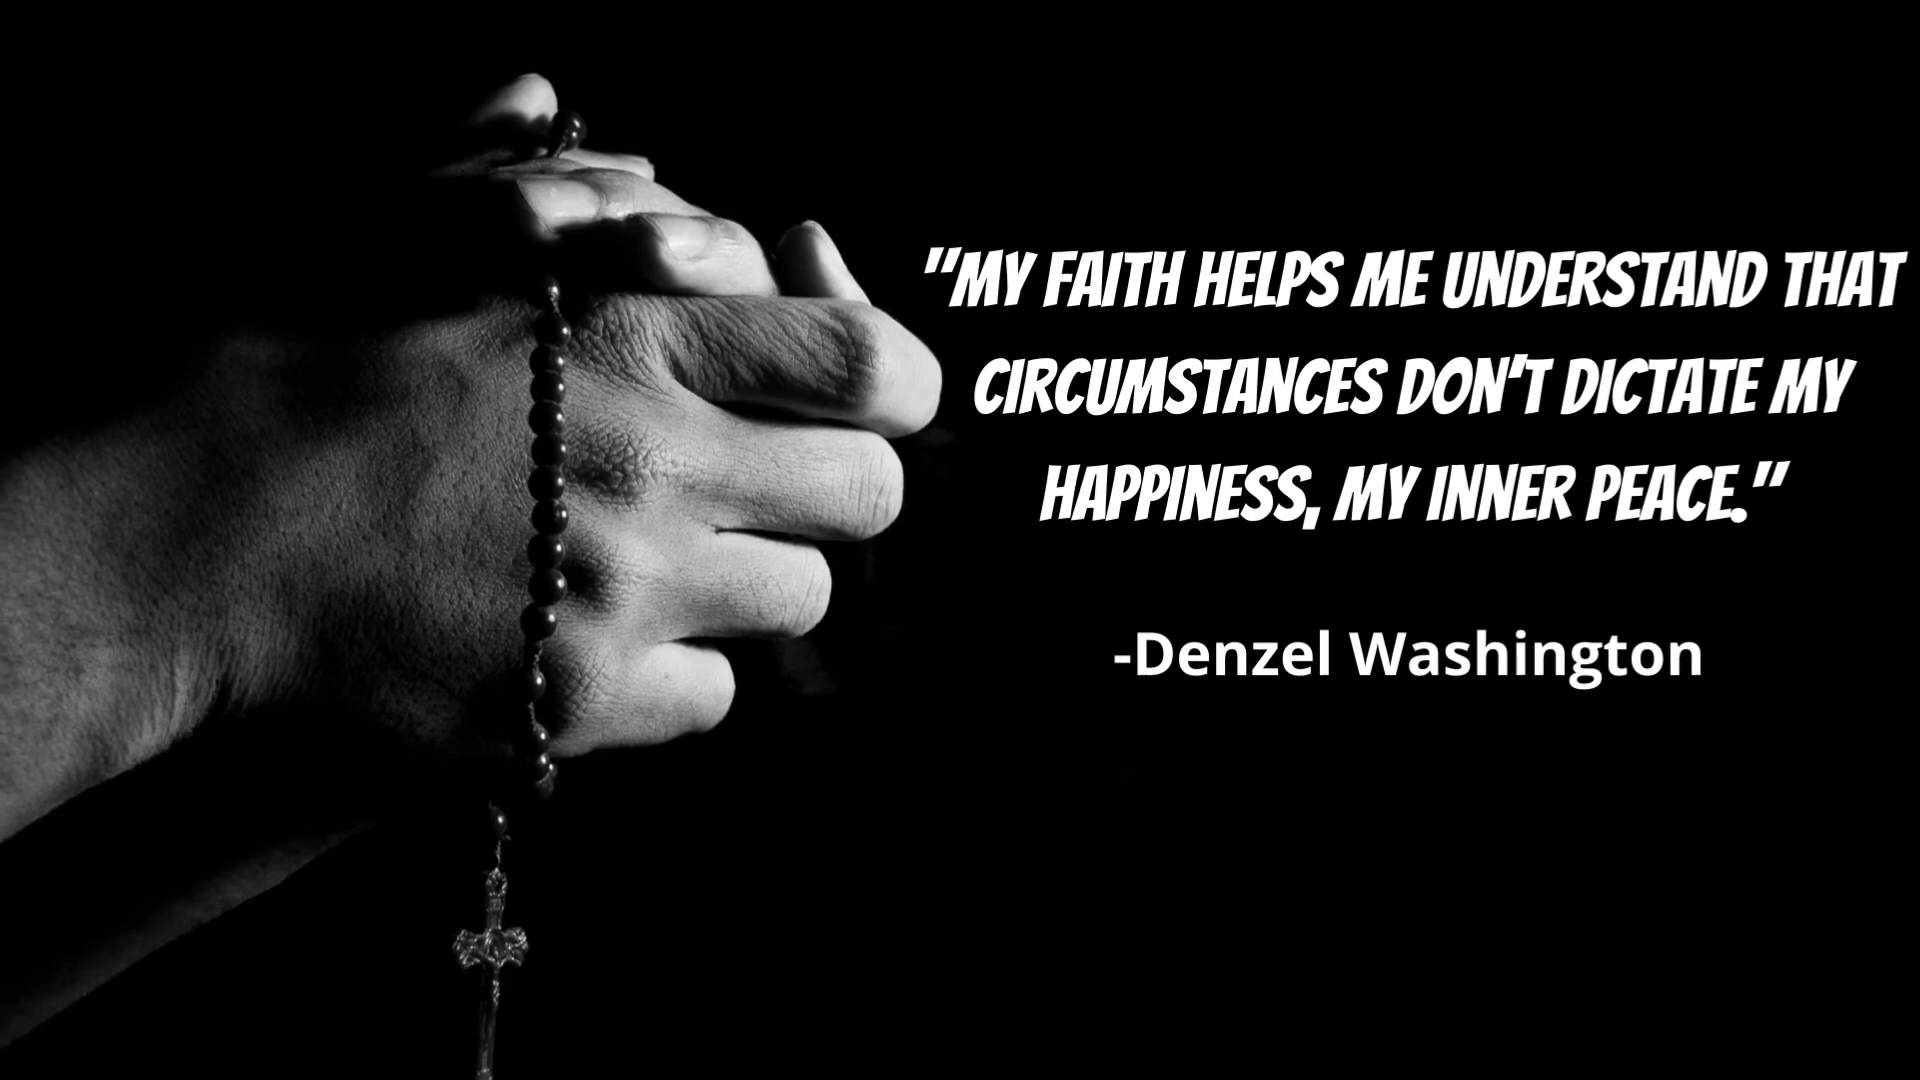 "MY FAITH HELPS ME UNDERSTAND THAT
CIRCUMSTANCES DON'T DICTATE MY
HAPPINESS, MY INNER PEACE."
-Denzel Washington